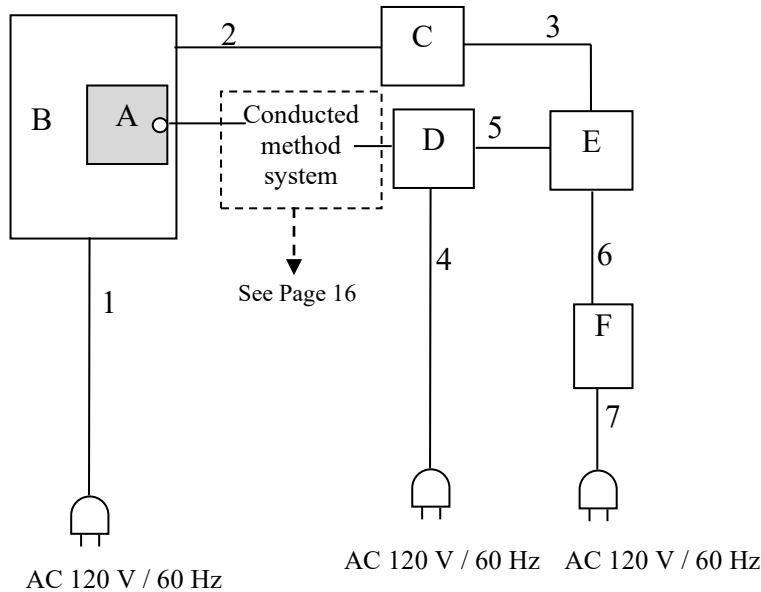 2
C
3
B
A
Conducted
method
system
D
5
E
4
6
See Page 16
1
F
7
AC 120 V / 60 Hz
AC 120 V / 60 Hz
AC 120 V / 60 Hz